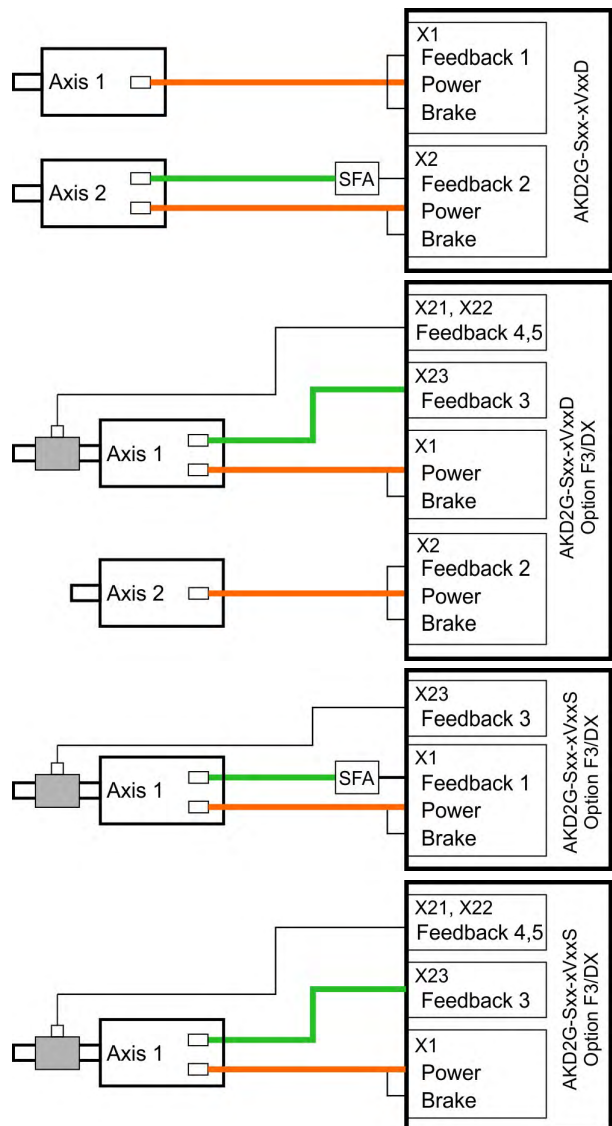 X1
Axis 1
Feedback 1
Power
Brake
Axis 2
SFA
X2
Feedback 2
Power
Brake
AKD2G-Sxx-xVxxD
X21, X22
Feedback 4,5
X23
Feedback 3
Axis 1
X1
Power
Brake
Axis 2
X2
Feedback 2
Power
Brake
AKD2G-Sxx-xVxxD
Option F3/DX
X23
Feedback 3
Axis 1
SFA
X1
Feedback 1
Power
Brake
AKD2G-Sxx-xVxxS
Option F3/DX
X21, X22
Feedback 4,5
X23
Feedback 3
Axis 1
X1
Power
Brake
AKD2G-Sxx-xVxxS
Option F3/DX